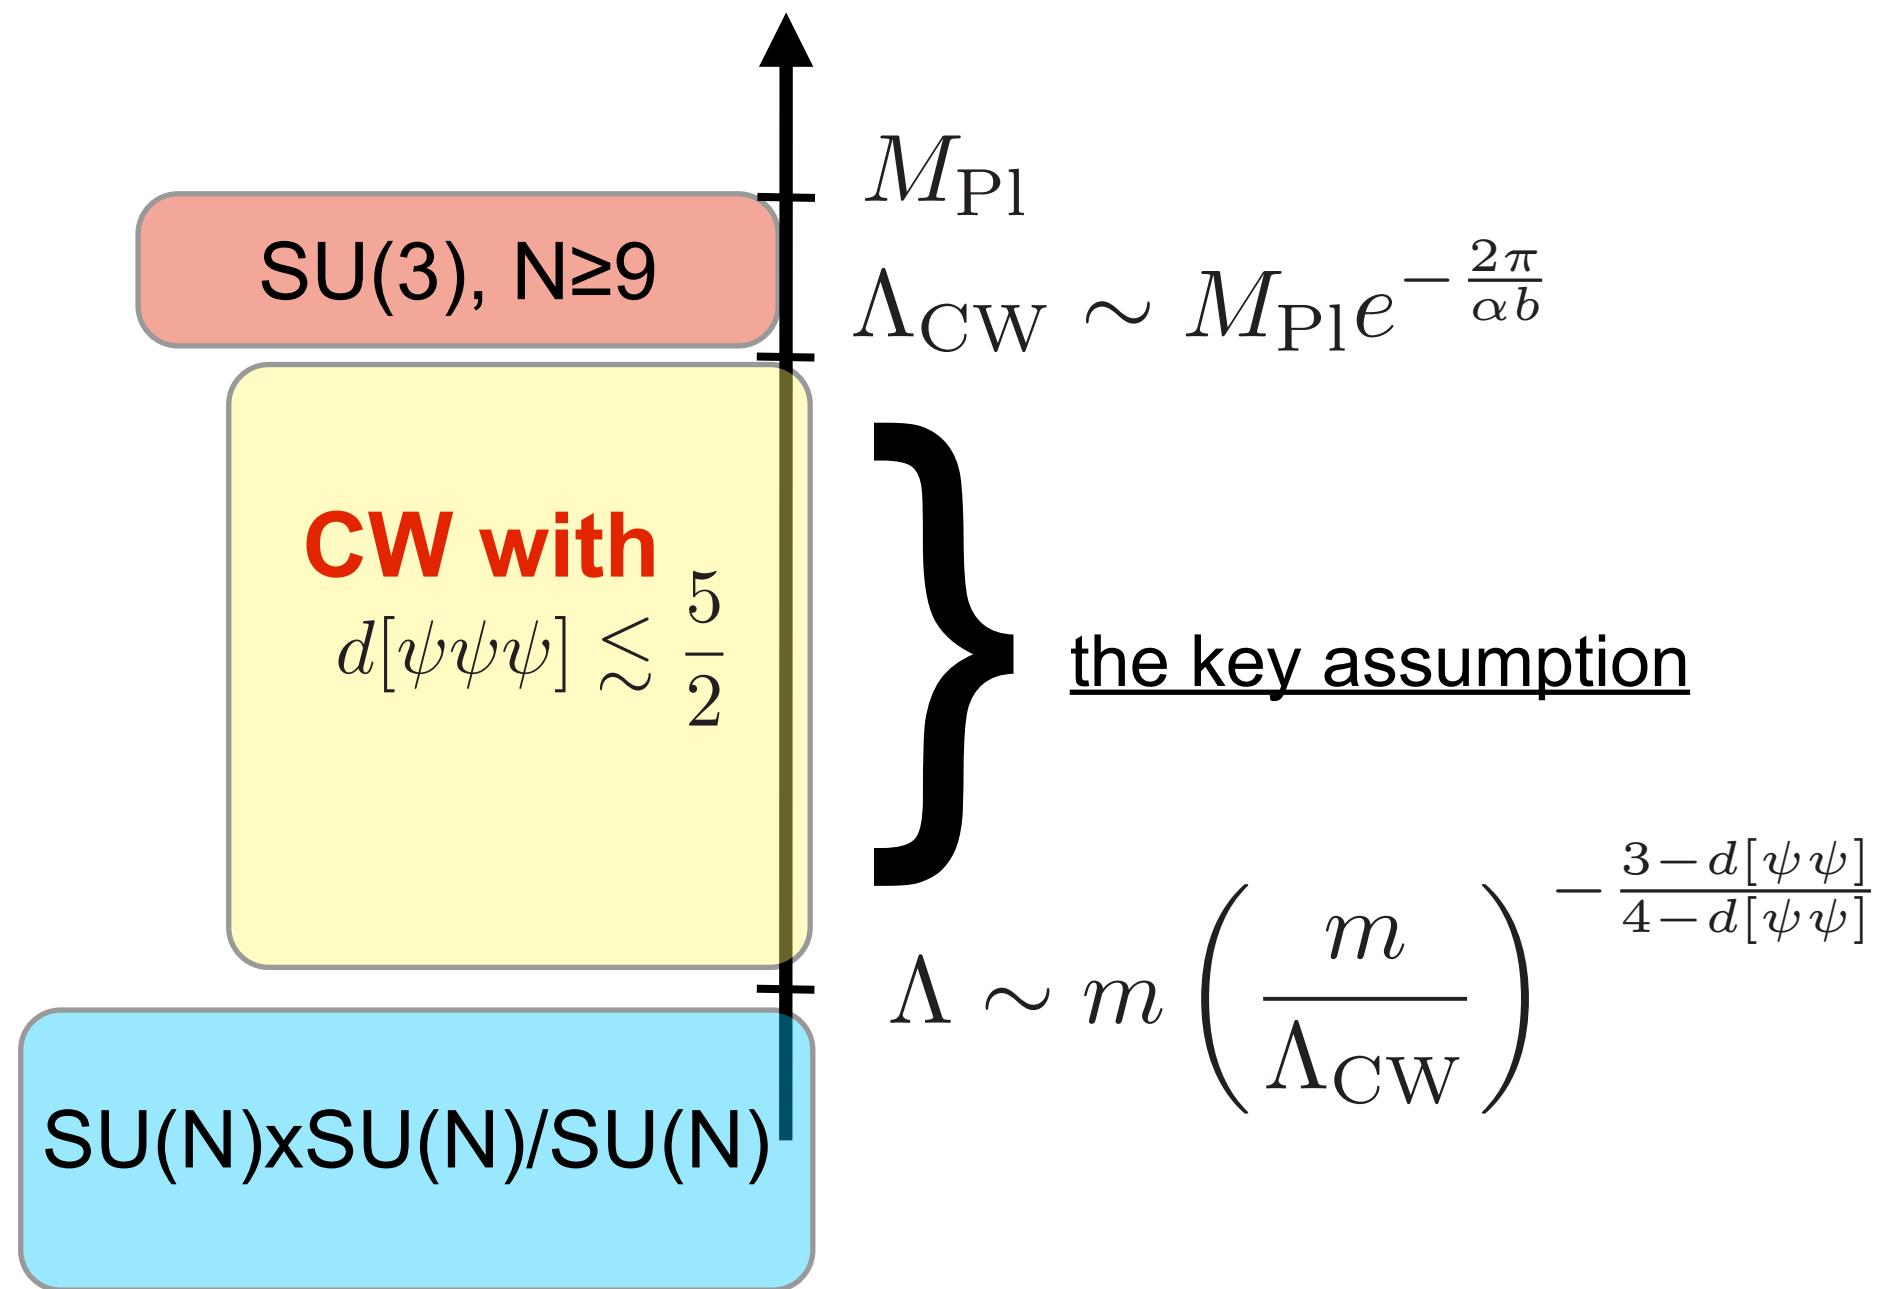 M_Pl
SU(3), N≥9
Λ_CW ∼ M_Pl e^{−2π/(αb)}
CW with
d[ψψψ] ≲ 5/2
the key assumption
Λ ∼ m (m/Λ_CW)^{−(3−d[ψψ])/(4−d[ψψ])}
SU(N)xSU(N)/SU(N)